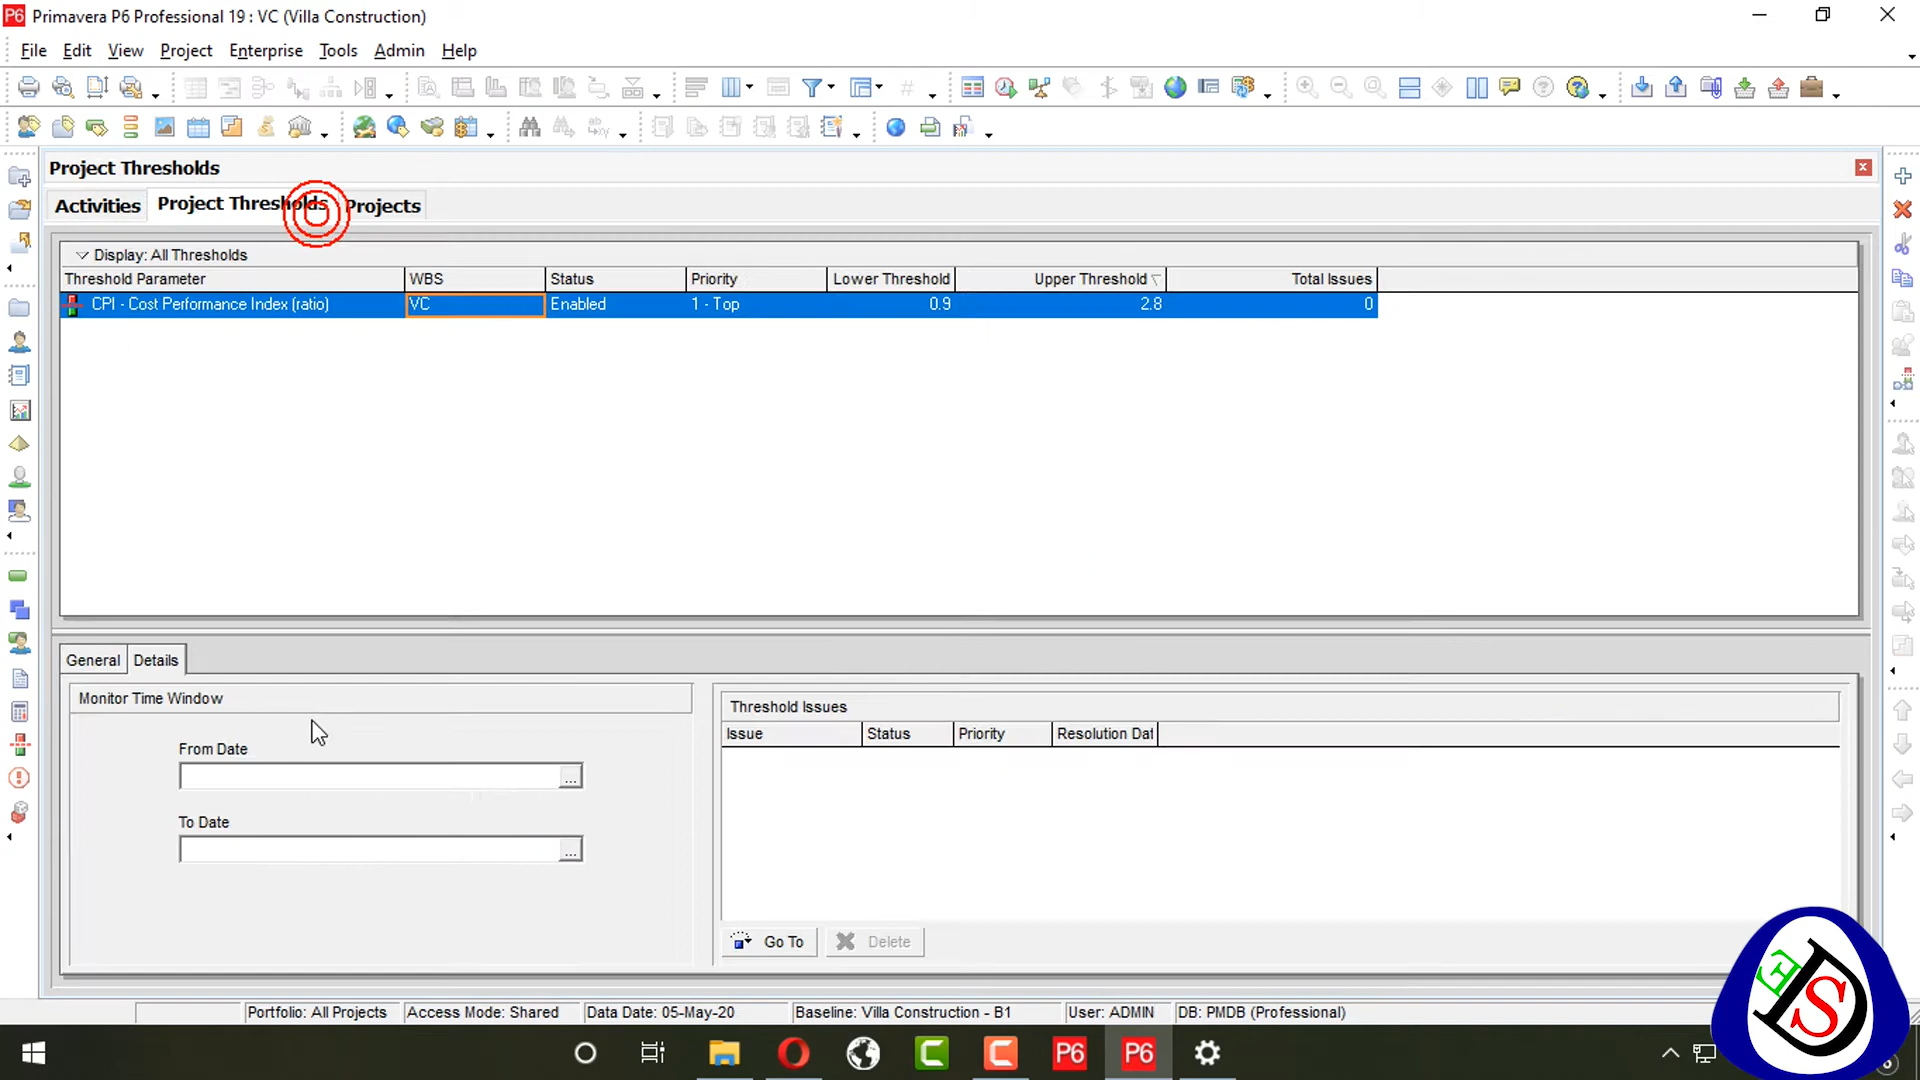 P6 Primavera P6 Professional 19 : VC (Villa Construction)
File Edit View Project Enterprise Tools Admin Help
Project Thresholds
Activities Project Thresholds Projects
Display: All Thresholds
Threshold Parameter WBS Status Priority Lower Threshold Upper Threshold Total Issues
CPI - Cost Performance Index (ratio) VC Enabled 1 - Top 0.9 2.8 0
General Details
Monitor Time Window
From Date
...
To Date
...
Threshold Issues
Issue Status Priority Resolution Dat
Go To Delete
Portfolio: All Projects Access Mode: Shared Data Date: 05-May-20 Baseline: Villa Construction - B1 User: ADMIN DB: PMDB (Professional)
P6 P6
E D S